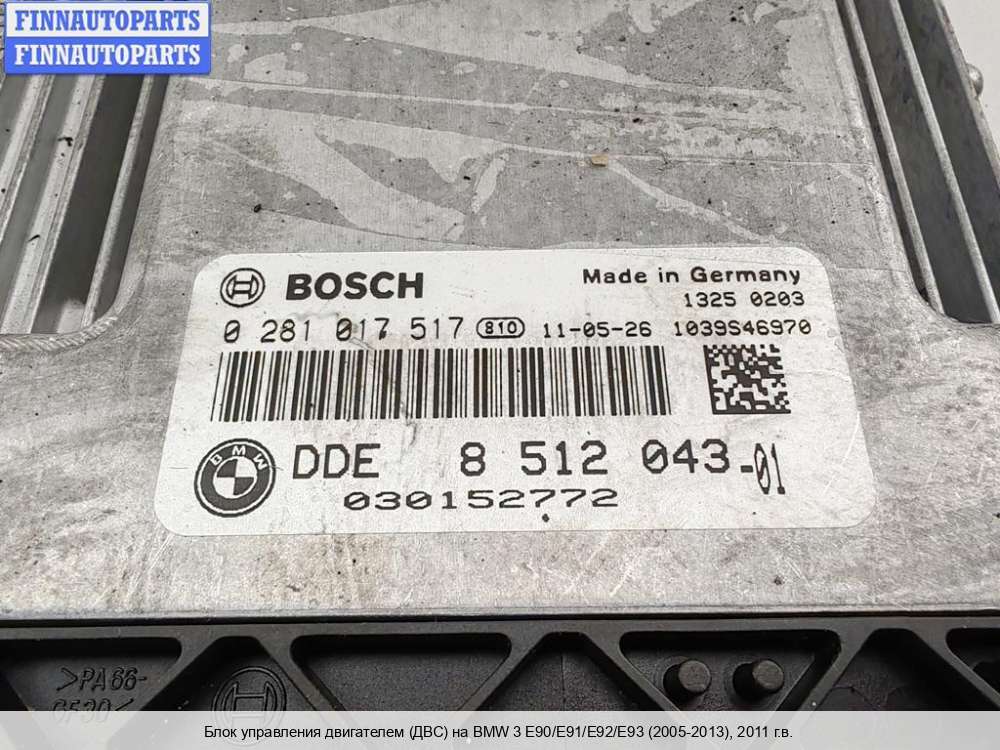 FINNAUTOPARTS
FINNAUTOPARTS
BOSCH
Made in Germany
1325 0203
0 281 017 517 810 11-05-26 1039S46970
BMW
DDE 8 512 043-01
030152772
>PA66-
GF30<
Блок управления двигателем (ДВС) на BMW 3 E90/E91/E92/E93 (2005-2013), 2011 г.в.